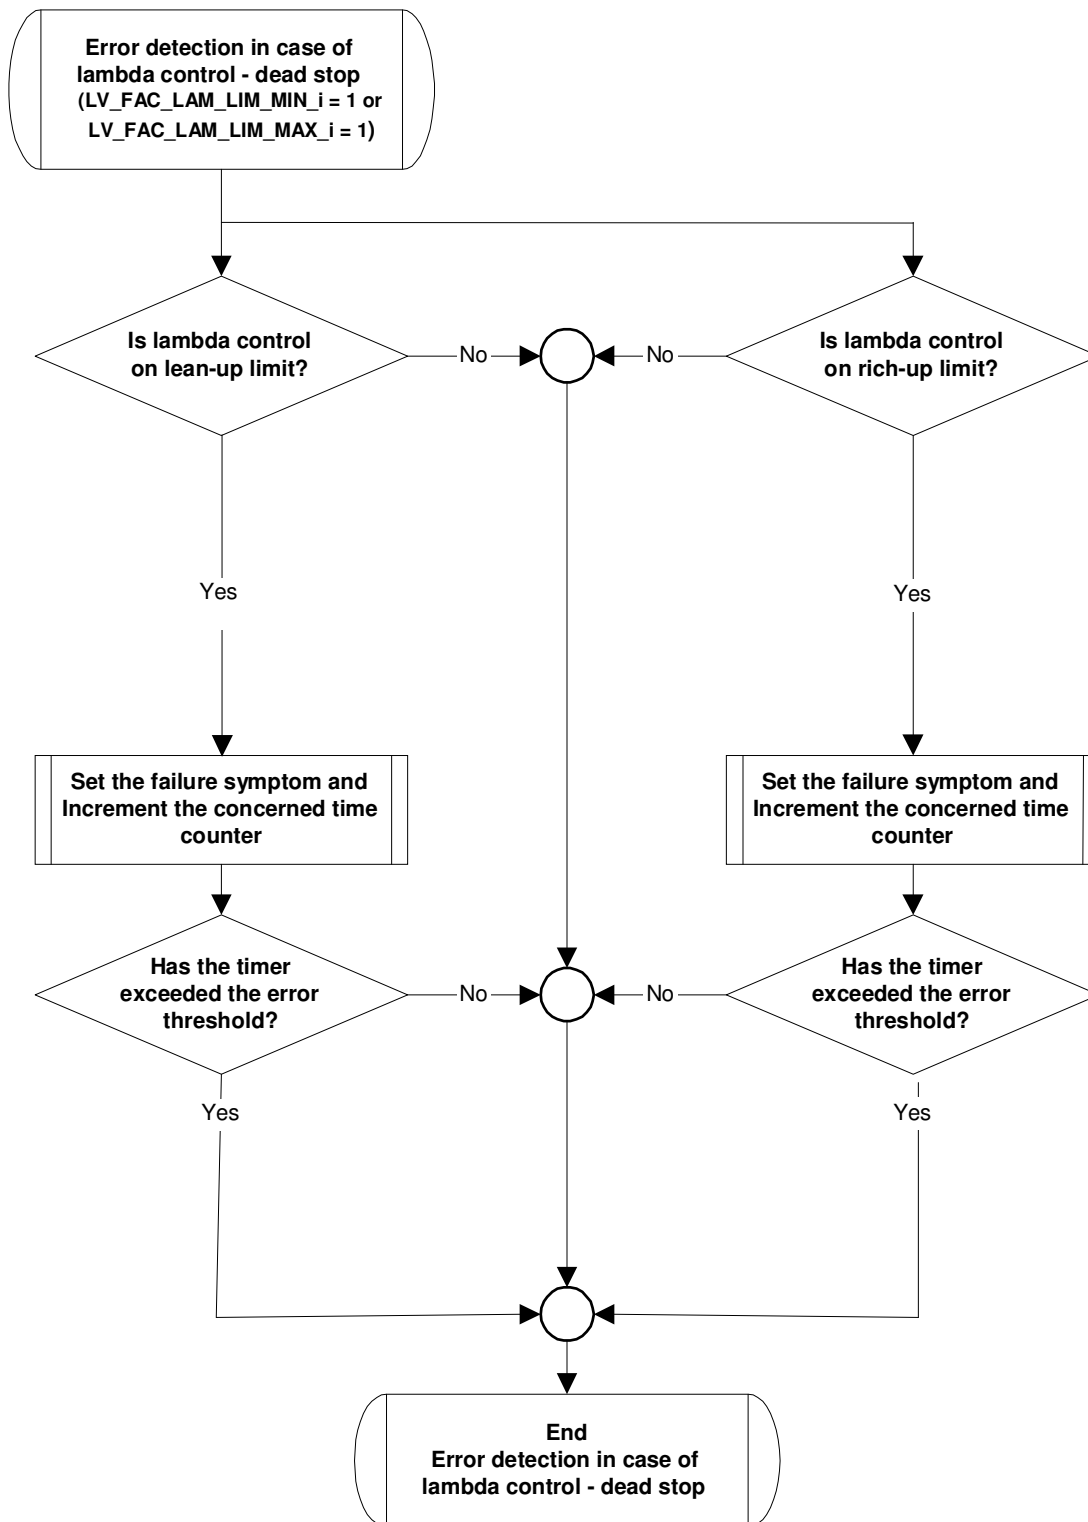 Error detection in case of
lambda control - dead stop
(LV_FAC_LAM_LIM_MIN_i = 1 or
LV_FAC_LAM_LIM_MAX_i = 1)
Is lambda control
on lean-up limit?
No
No
Is lambda control
on rich-up limit?
Yes
Yes
Set the failure symptom and
Increment the concerned time
counter
Set the failure symptom and
Increment the concerned time
counter
Has the timer
exceeded the error
threshold?
No
No
Has the timer
exceeded the error
threshold?
Yes
Yes
End
Error detection in case of
lambda control - dead stop